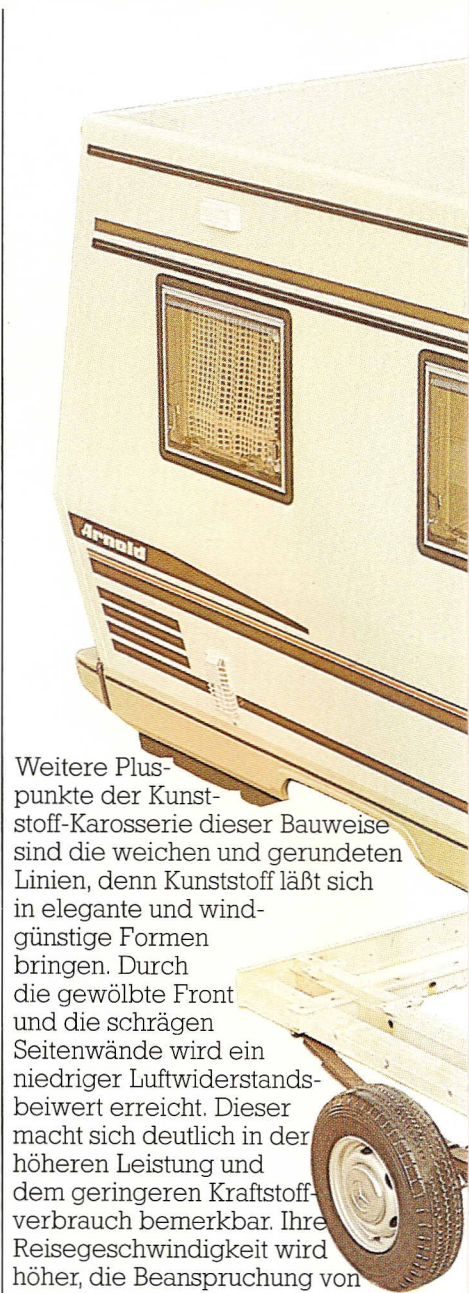 Arnold
Weitere Plus-
punkte der Kunst-
stoff-Karosserie dieser Bauweise
sind die weichen und gerundeten
Linien, denn Kunststoff läßt sich
in elegante und wind-
günstige Formen
bringen. Durch
die gewölbte Front
und die schrägen
Seitenwände wird ein
niedriger Luftwiderstands-
beiwert erreicht. Dieser
macht sich deutlich in der
höheren Leistung und
dem geringeren Kraftstoff-
verbrauch bemerkbar. Ihre
Reisegeschwindigkeit wird
höher, die Beanspruchung von